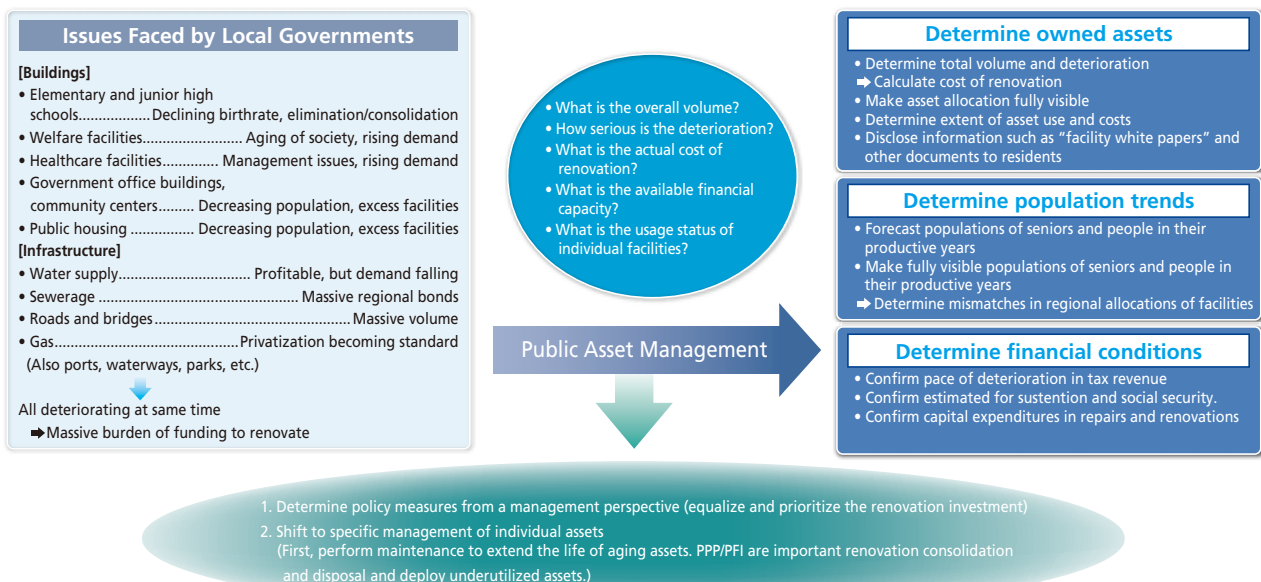 Issues Faced by Local Governments
[Buildings]
• Elementary and junior high
schools.................Declining birthrate, elimination/consolidation
• Welfare facilities......................... Aging of society, rising demand
• Healthcare facilities.............. Management issues, rising demand
• Government office buildings,
community centers......... Decreasing population, excess facilities
• Public housing ................ Decreasing population, excess facilities
[Infrastructure]
• Water supply................................. Profitable, but demand falling
• Sewerage .................................................. Massive regional bonds
• Roads and bridges................................................. Massive volume
• Gas..............................................Privatization becoming standard
(Also ports, waterways, parks, etc.)
All deteriorating at same time
➡Massive burden of funding to renovate
• What is the overall volume?
• How serious is the deterioration?
• What is the actual cost of
renovation?
• What is the available financial
capacity?
• What is the usage status of
individual facilities?
Public Asset Management
Determine owned assets
• Determine total volume and deterioration
➡ Calculate cost of renovation
• Make asset allocation fully visible
• Determine extent of asset use and costs
• Disclose information such as “facility white papers” and
other documents to residents
Determine population trends
• Forecast populations of seniors and people in their
productive years
• Make fully visible populations of seniors and people in
their productive years
➡ Determine mismatches in regional allocations of facilities
Determine financial conditions
• Confirm pace of deterioration in tax revenue
• Confirm estimated for sustention and social security.
• Confirm capital expenditures in repairs and renovations
1. Determine policy measures from a management perspective (equalize and prioritize the renovation investment)
2. Shift to specific management of individual assets
(First, perform maintenance to extend the life of aging assets. PPP/PFI are important renovation consolidation
and disposal and deploy underutilized assets.)